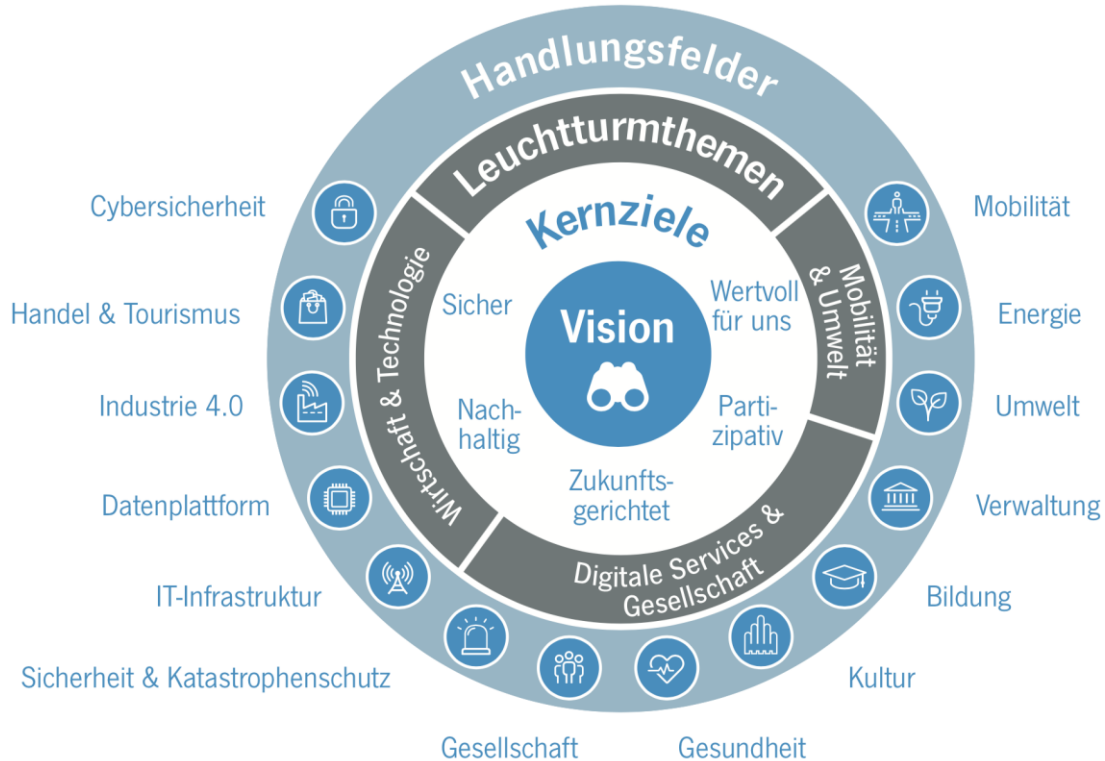 Handlungsfelder
Leuchtturmthemen
Kernziele
Vision
Sicher
Wertvoll
für uns
Nach-
haltig
Parti-
zipativ
Zukunfts-
gerichtet
Wirtschaft & Technologie
Mobilität
& Umwelt
Digitale Services &
Gesellschaft
Cybersicherheit
Handel & Tourismus
Industrie 4.0
Datenplattform
IT-Infrastruktur
Sicherheit & Katastrophenschutz
Gesellschaft
Gesundheit
Kultur
Bildung
Verwaltung
Umwelt
Energie
Mobilität